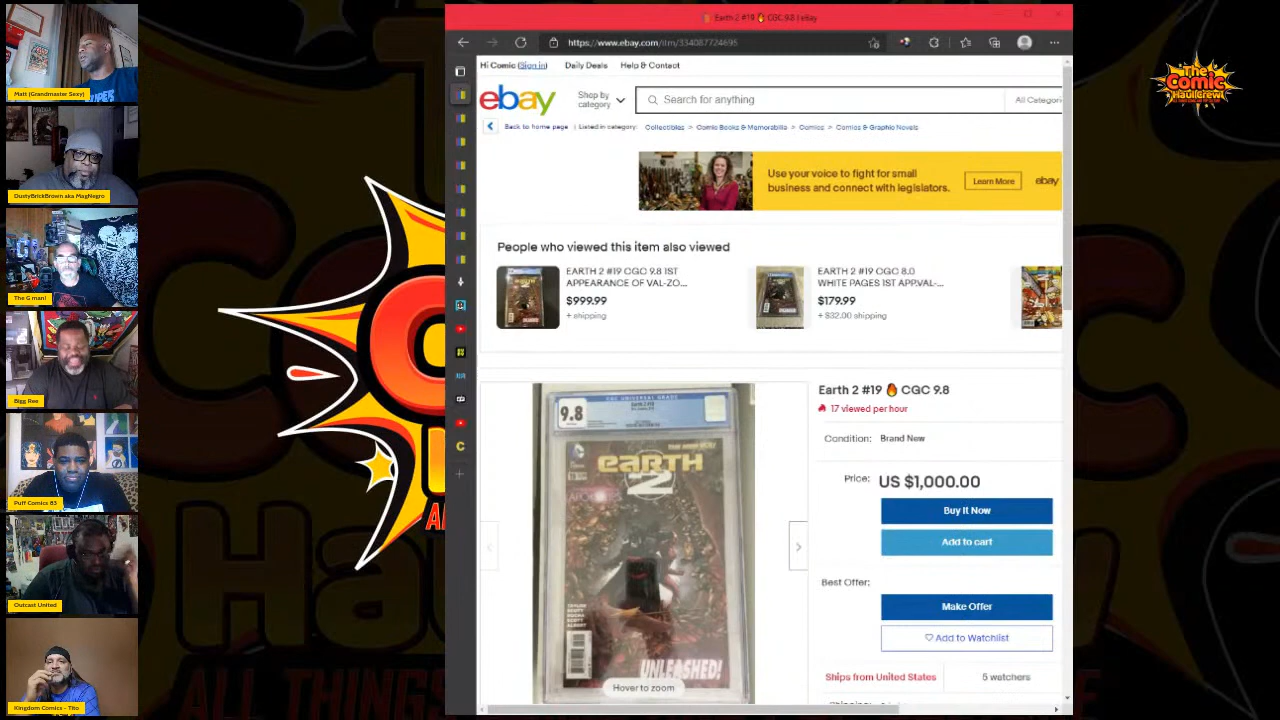 Matt (Grandmaster Sexy)
DustyBrickBrown aka MagNegro
The G mani
Bigg Ree
Puff Comics 83
Outcast United
Kingdom Comics - Tito
Earth 2 #19 🔥 CGC 9.8 | eBay
https://www.ebay.com/itm/334087724695
Hi Comic (Sign in) Daily Deals Help & Contact
ebay
Shop by category
Search for anything
All Categori
Back to home page | Listed in category: Collectibles > Comic Books & Memorabilia > Comics > Comics & Graphic Novels
Use your voice to fight for small
business and connect with legislators.
Learn More
ebay
People who viewed this item also viewed
EARTH 2 #19 CGC 9.8 1ST
APPEARANCE OF VAL-ZO...
$999.99
+ shipping
EARTH 2 #19 CGC 8.0
WHITE PAGES 1ST APP.VAL-...
$179.99
+ $32.00 shipping
CGC UNIVERSAL GRADE
9.8
EARTH
2
UNLEASHED!
Hover to zoom
Earth 2 #19 🔥 CGC 9.8
17 viewed per hour
Condition: Brand New
Price: US $1,000.00
Buy It Now
Add to cart
Best Offer:
Make Offer
Add to Watchlist
Ships from United States
5 watchers
The
Comic
Haul Crew
ALL THING